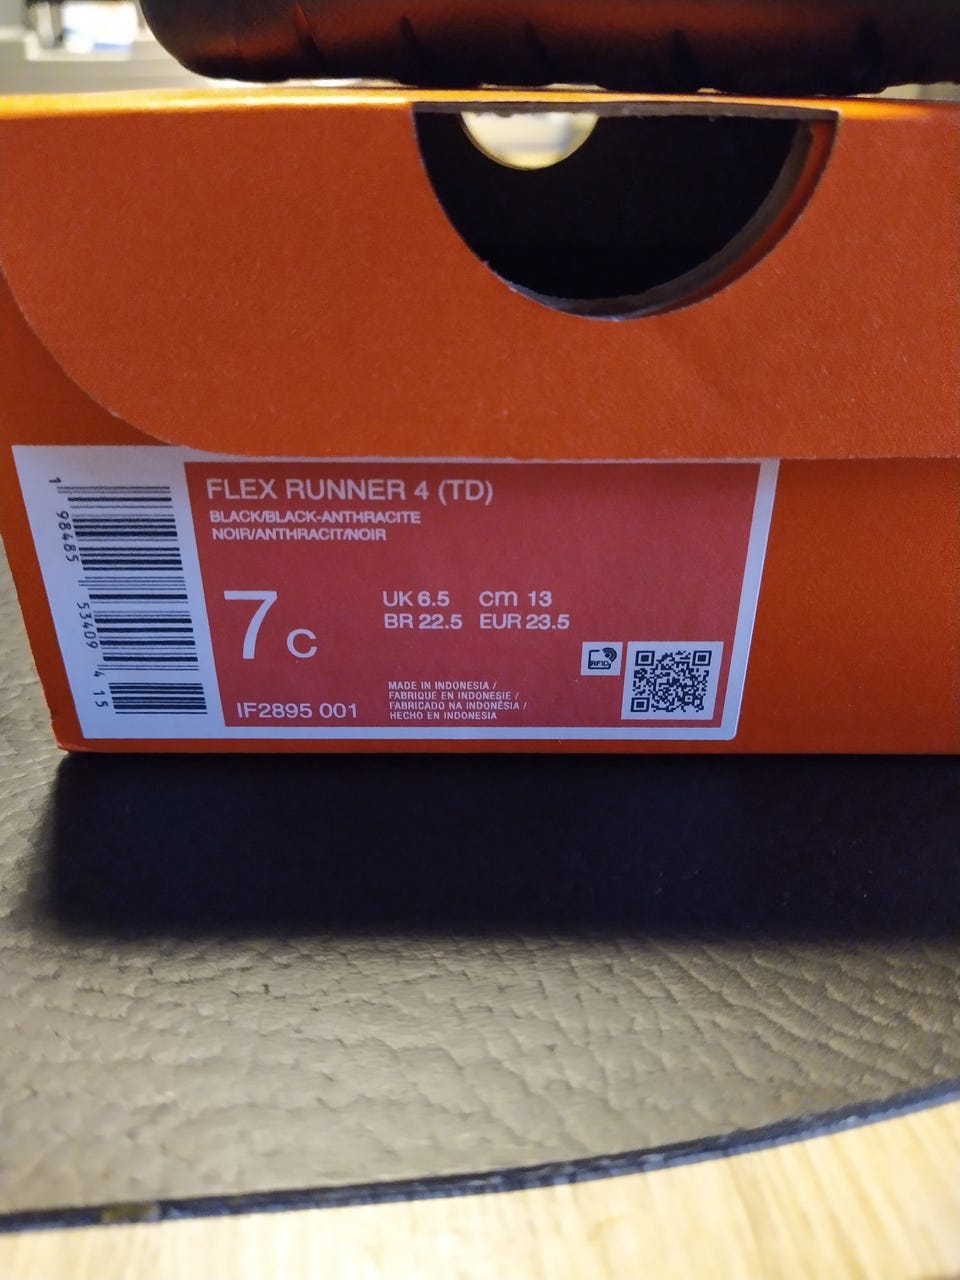 FLEX RUNNER 4 (TD)
BLACK/BLACK-ANTHRACITE
NOIR/ANTHRACIT/NOIR
7c
UK 6.5 cm 13
BR 22.5 EUR 23.5
RFID
IF2895 001
MADE IN INDONESIA /
FABRIQUE EN INDONESIE /
FABRICADO NA INDONÉSIA /
HECHO EN INDONESIA
1 98485 53409 4 15